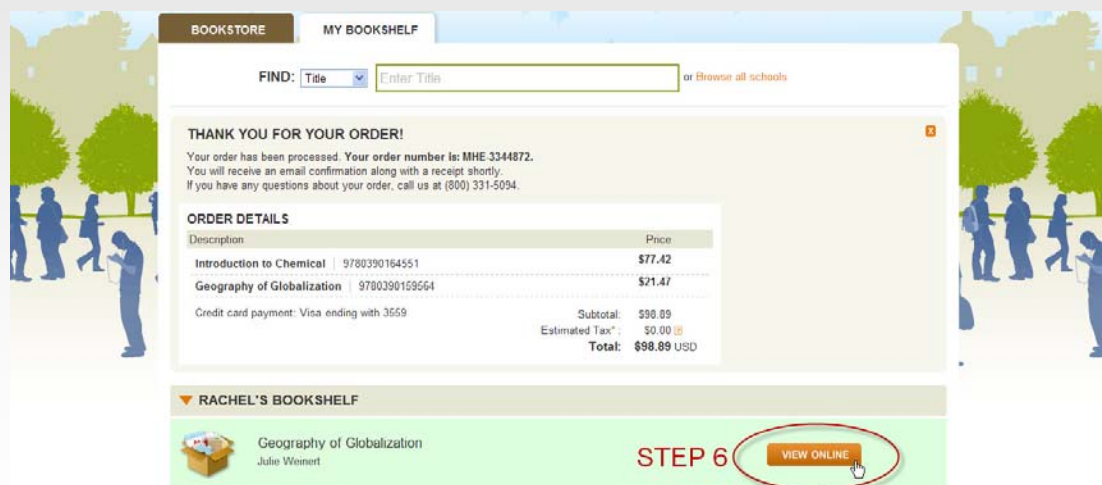 BOOKSTORE MY BOOKSHELF
FIND: Title Enter Title or Browse all schools
THANK YOU FOR YOUR ORDER!
Your order has been processed. Your order number is: MHE-3344872.
You will receive an email confirmation along with a receipt shortly.
If you have any questions about your order, call us at (800) 331-5094.
ORDER DETAILS
Description Price
Introduction to Chemical | 9780390164551 $77.42
Geography of Globalization | 9780390159564 $21.47
Credit card payment: Visa ending with 3559 Subtotal: $98.89
Estimated Tax*: $0.00
Total: $98.89 USD
RACHEL'S BOOKSHELF
Geography of Globalization
Julie Weinert
STEP 6 VIEW ONLINE